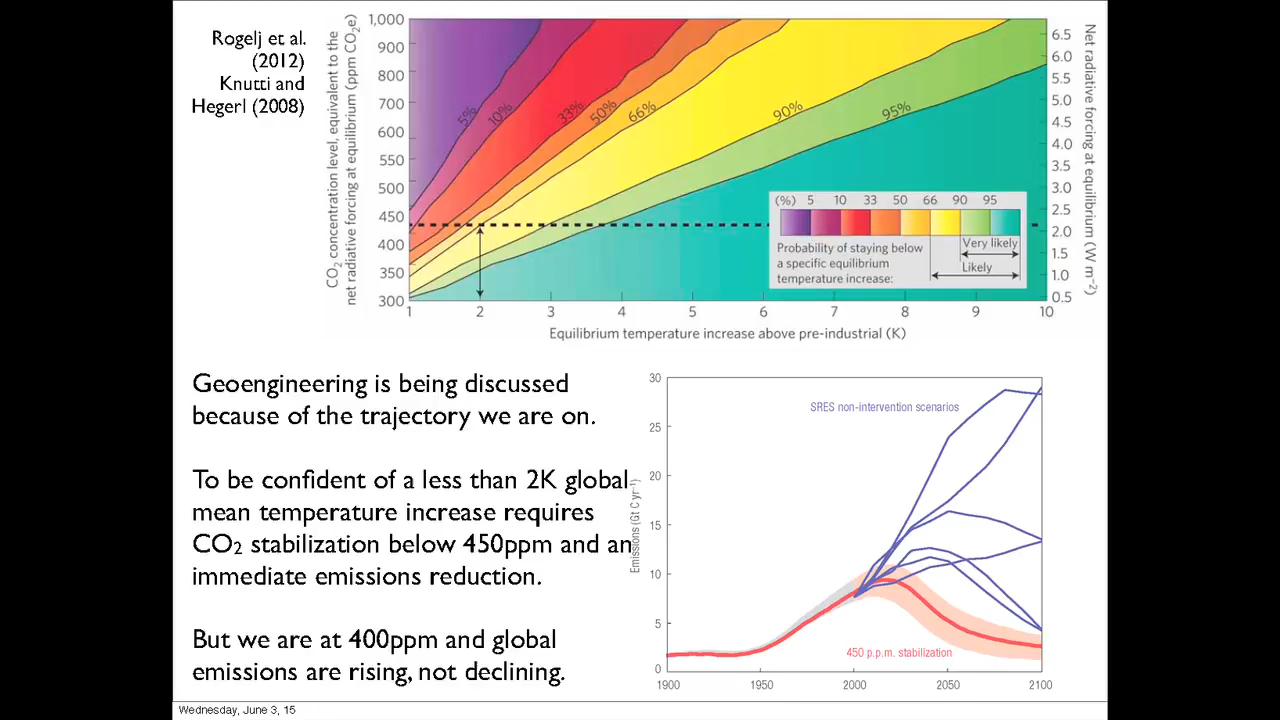 Rogelj et al.
(2012)
Knutti and
Hegerl (2008)
CO2 concentration level, equivalent to the
net radiative forcing at equilibrium (ppm CO2e)
1,000
900
800
700
600
550
500
450
400
350
300
5%
10%
33%
50%
66%
90%
95%
6.5
6.0
5.5
5.0
4.5
4.0
3.5
3.0
2.5
2.0
1.5
1.0
0.5
Net radiative forcing at equilibrium (W m−2)
(%) 5 10 33 50 66 90 95
Probability of staying below
a specific equilibrium
temperature increase:
Very likely
Likely
1 2 3 4 5 6 7 8 9 10
Equilibrium temperature increase above pre-industrial (K)
Geoengineering is being discussed
because of the trajectory we are on.
To be confident of a less than 2K global
mean temperature increase requires
CO2 stabilization below 450ppm and an
immediate emissions reduction.
But we are at 400ppm and global
emissions are rising, not declining.
Emissions (Gt C yr−1)
30
25
20
15
10
5
0
SRES non-intervention scenarios
450 p.p.m. stabilization
1900 1950 2000 2050 2100
Wednesday, June 3, 15